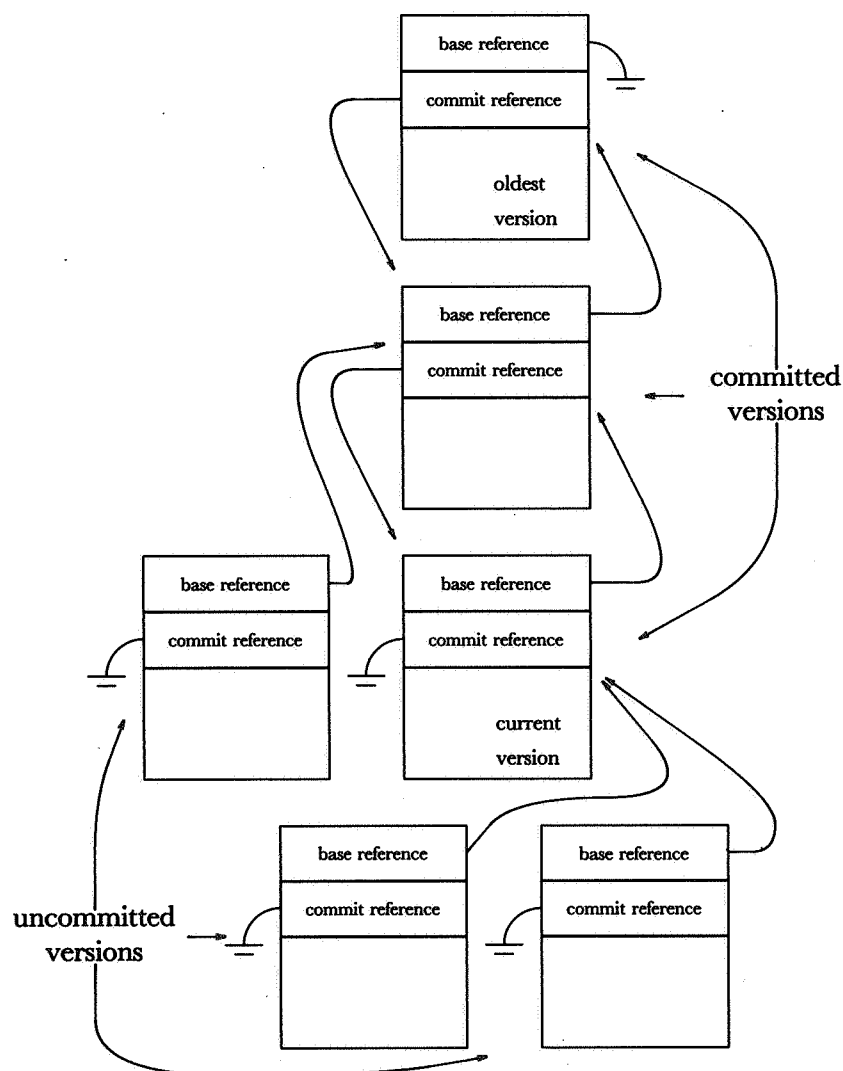 base reference
commit reference
oldest
version
base reference
commit reference
committed
versions
base reference
commit reference
base reference
commit reference
current
version
base reference
commit reference
base reference
commit reference
uncommitted
versions